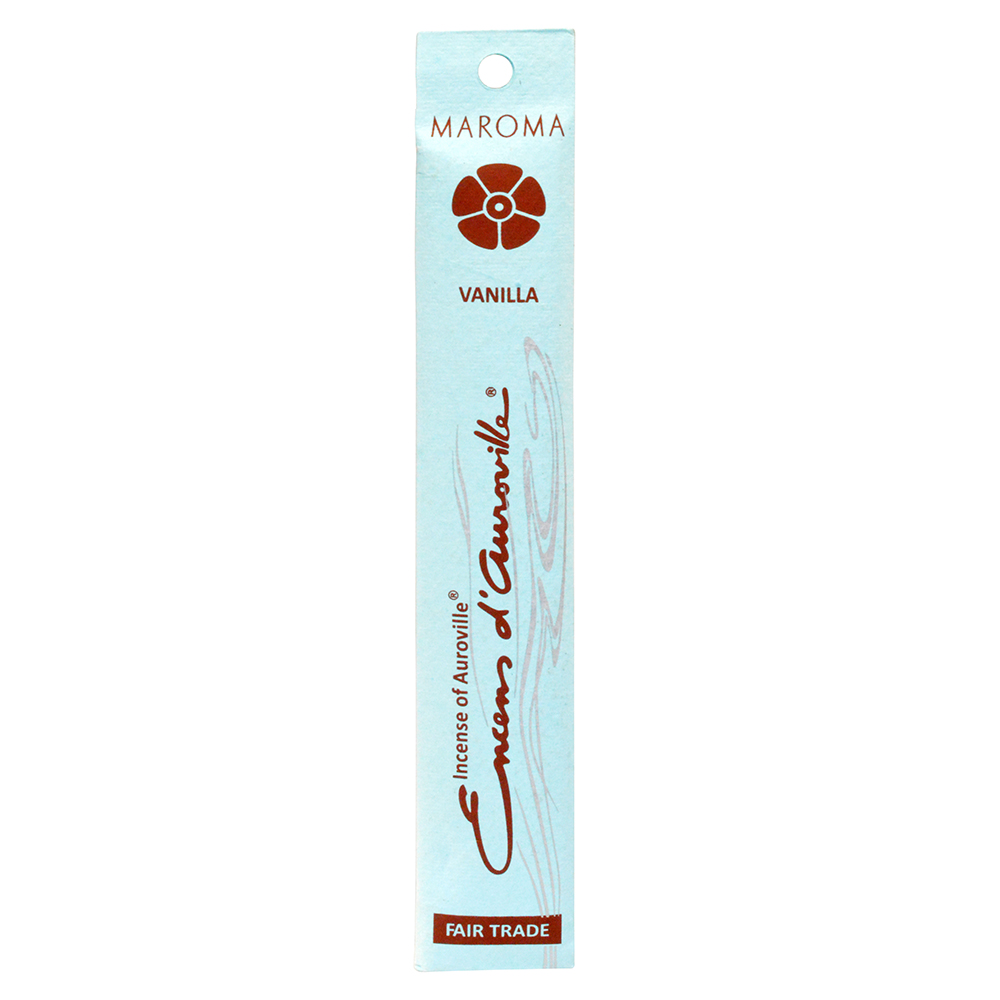 MAROMA
VANILLA
Incense of Auroville®
Encens d'Auroville®
FAIR TRADE